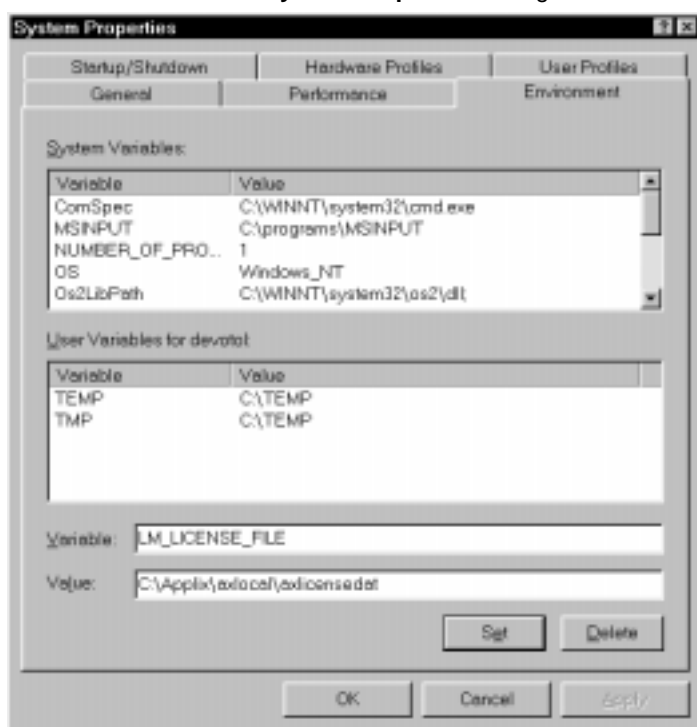 System Properties
Startup/Shutdown Hardware Profiles User Profiles
General Performance Environment
System Variables:
Variable Value
ComSpec C:\WINNT\system32\cmd.exe
MSINPUT C:\programs\MSINPUT
NUMBER_OF_PRO... 1
OS Windows_NT
Os2LibPath C:\WINNT\system32\os2\dll;
User Variables for devotol:
Variable Value
TEMP C:\TEMP
TMP C:\TEMP
Variable: LM_LICENSE_FILE
Value: C:\Applix\axlocal\axlicensedat
Set Delete
OK Cancel Apply